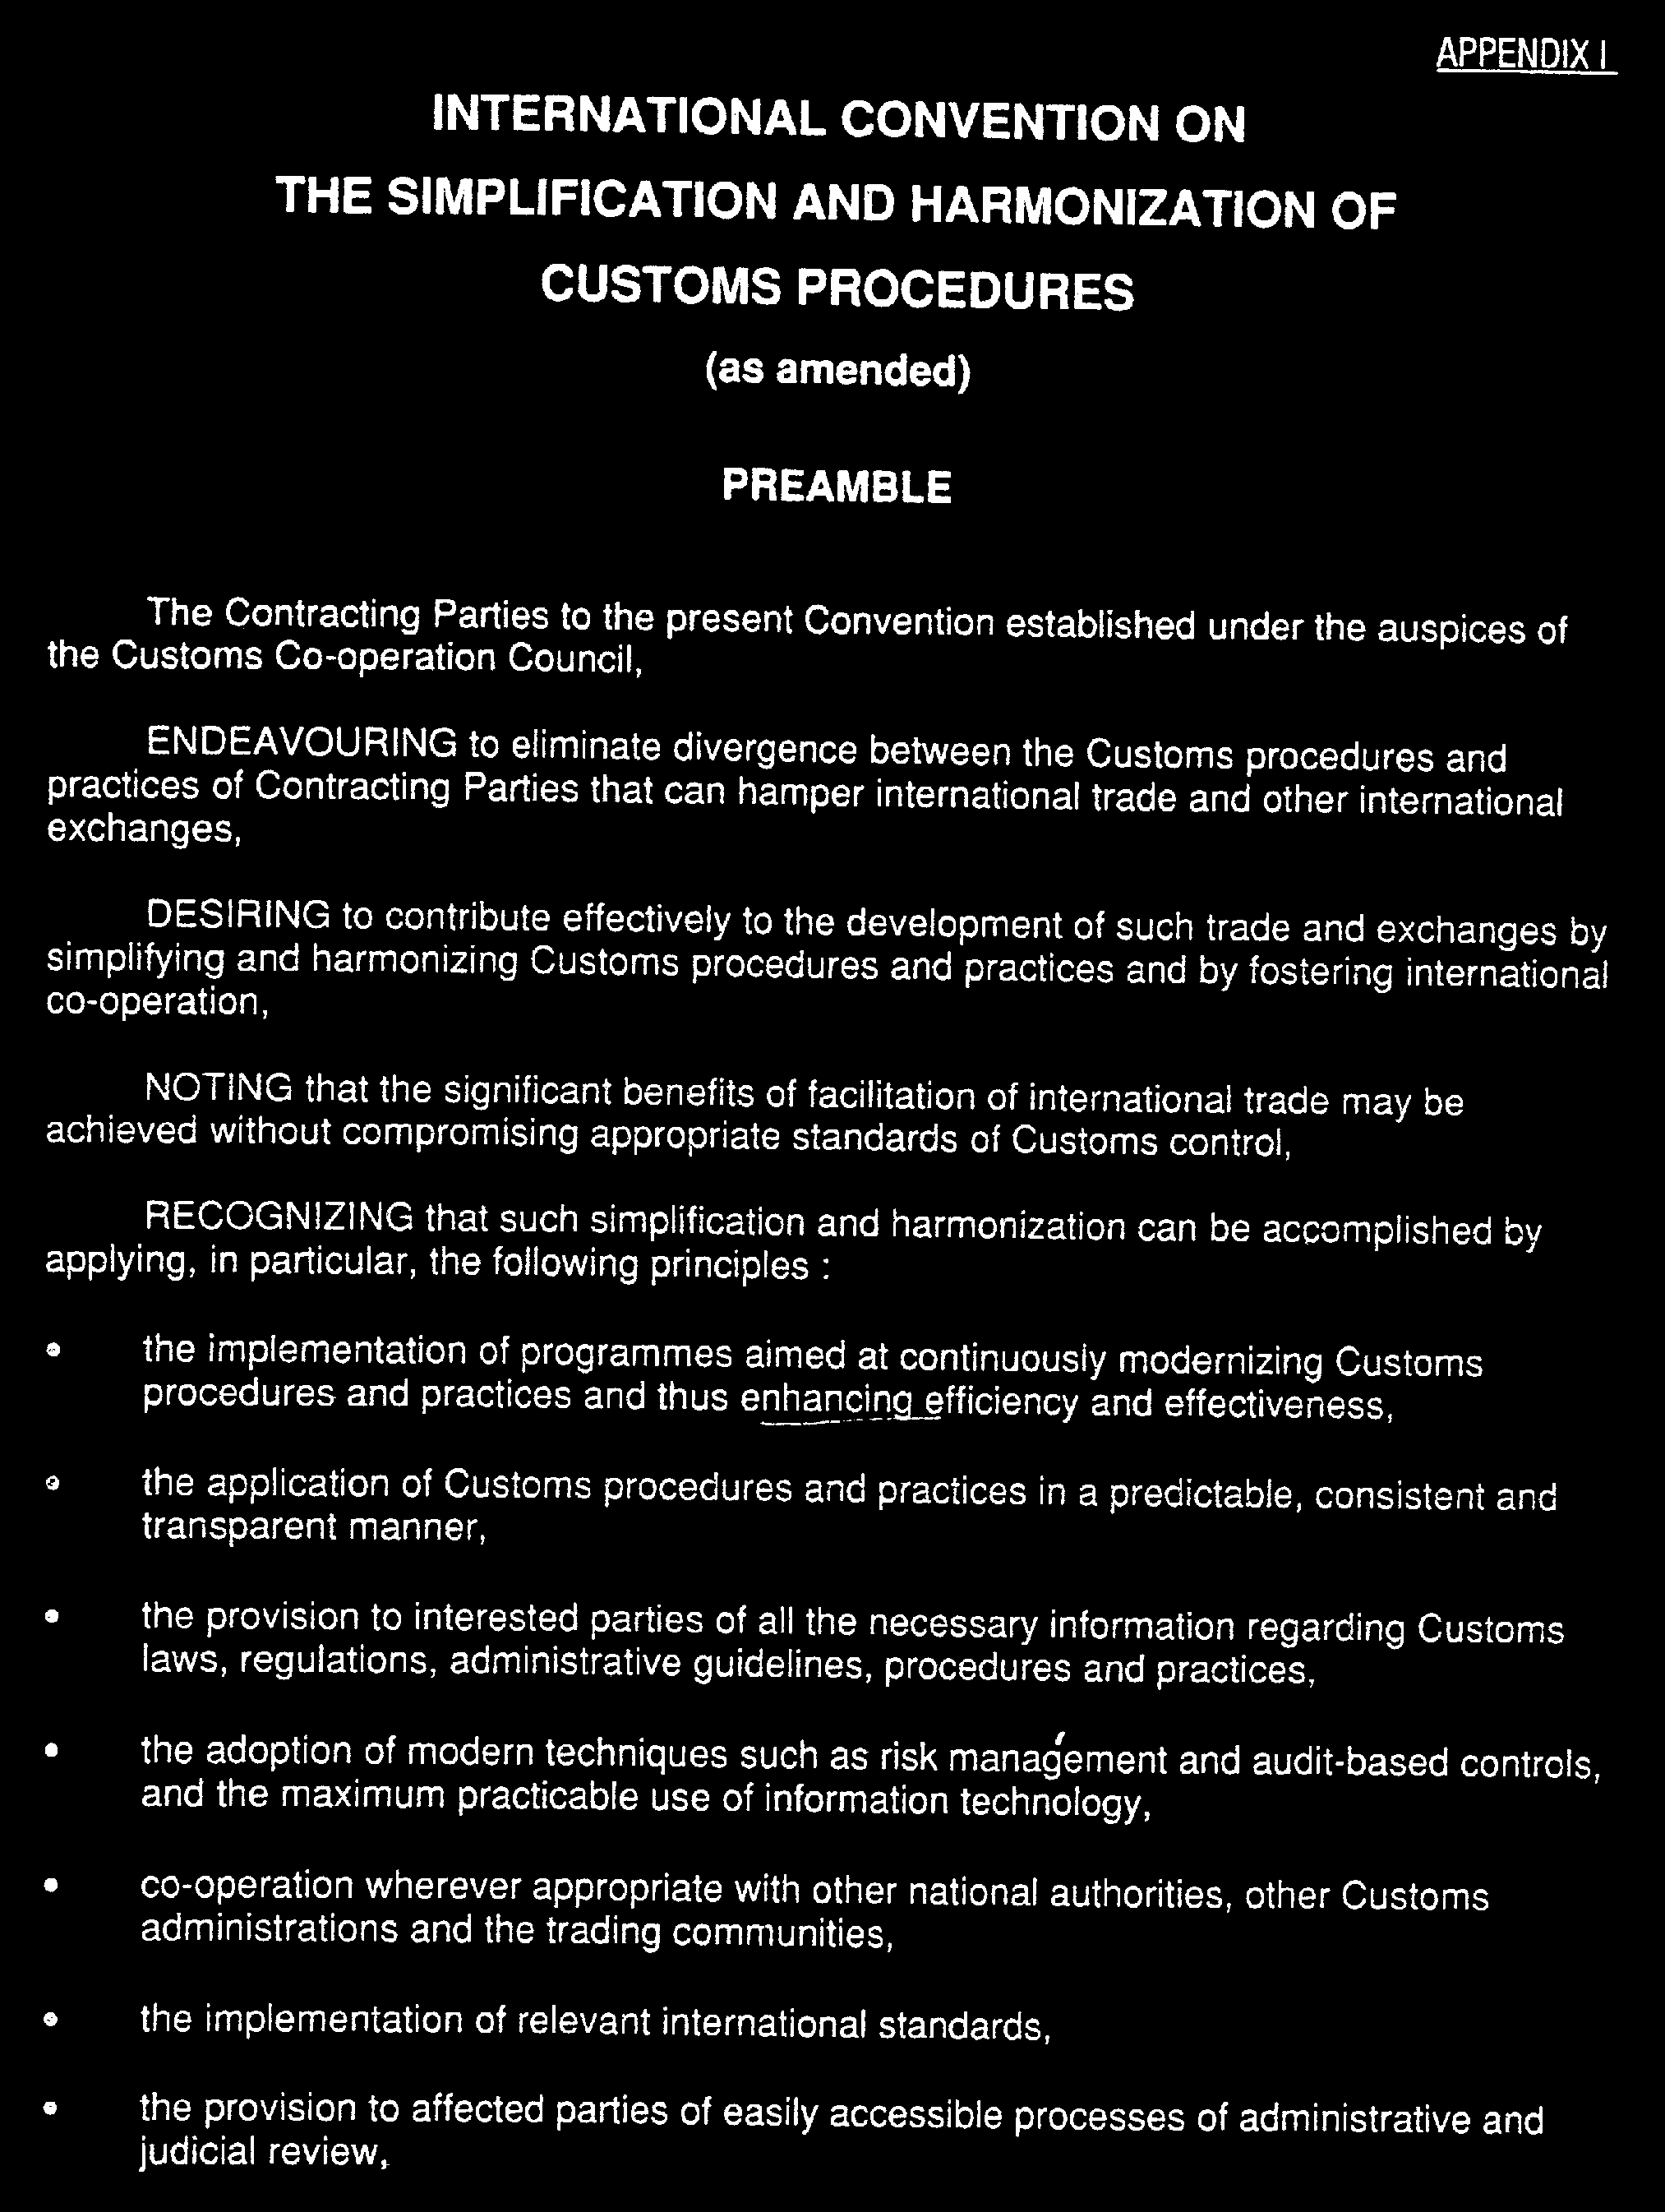 APPENDIX I
INTERNATIONAL CONVENTION ON
THE SIMPLIFICATION AND HARMONIZATION OF
CUSTOMS PROCEDURES
(as amended)
PREAMBLE
The Contracting Parties to the present Convention established under the auspices of
the Customs Co-operation Council,
ENDEAVOURING to eliminate divergence between the Customs procedures and
practices of Contracting Parties that can hamper international trade and other international
exchanges,
DESIRING to contribute effectively to the development of such trade and exchanges by
simplifying and harmonizing Customs procedures and practices and by fostering international
co-operation,
NOTING that the significant benefits of facilitation of international trade may be
achieved without compromising appropriate standards of Customs control,
RECOGNIZING that such simplification and harmonization can be accomplished by
applying, in particular, the following principles :
• the implementation of programmes aimed at continuously modernizing Customs
procedures and practices and thus enhancing efficiency and effectiveness,
• the application of Customs procedures and practices in a predictable, consistent and
transparent manner,
• the provision to interested parties of all the necessary information regarding Customs
laws, regulations, administrative guidelines, procedures and practices,
• the adoption of modern techniques such as risk management and audit-based controls,
and the maximum practicable use of information technology,
• co-operation wherever appropriate with other national authorities, other Customs
administrations and the trading communities,
• the implementation of relevant international standards,
• the provision to affected parties of easily accessible processes of administrative and
judicial review,